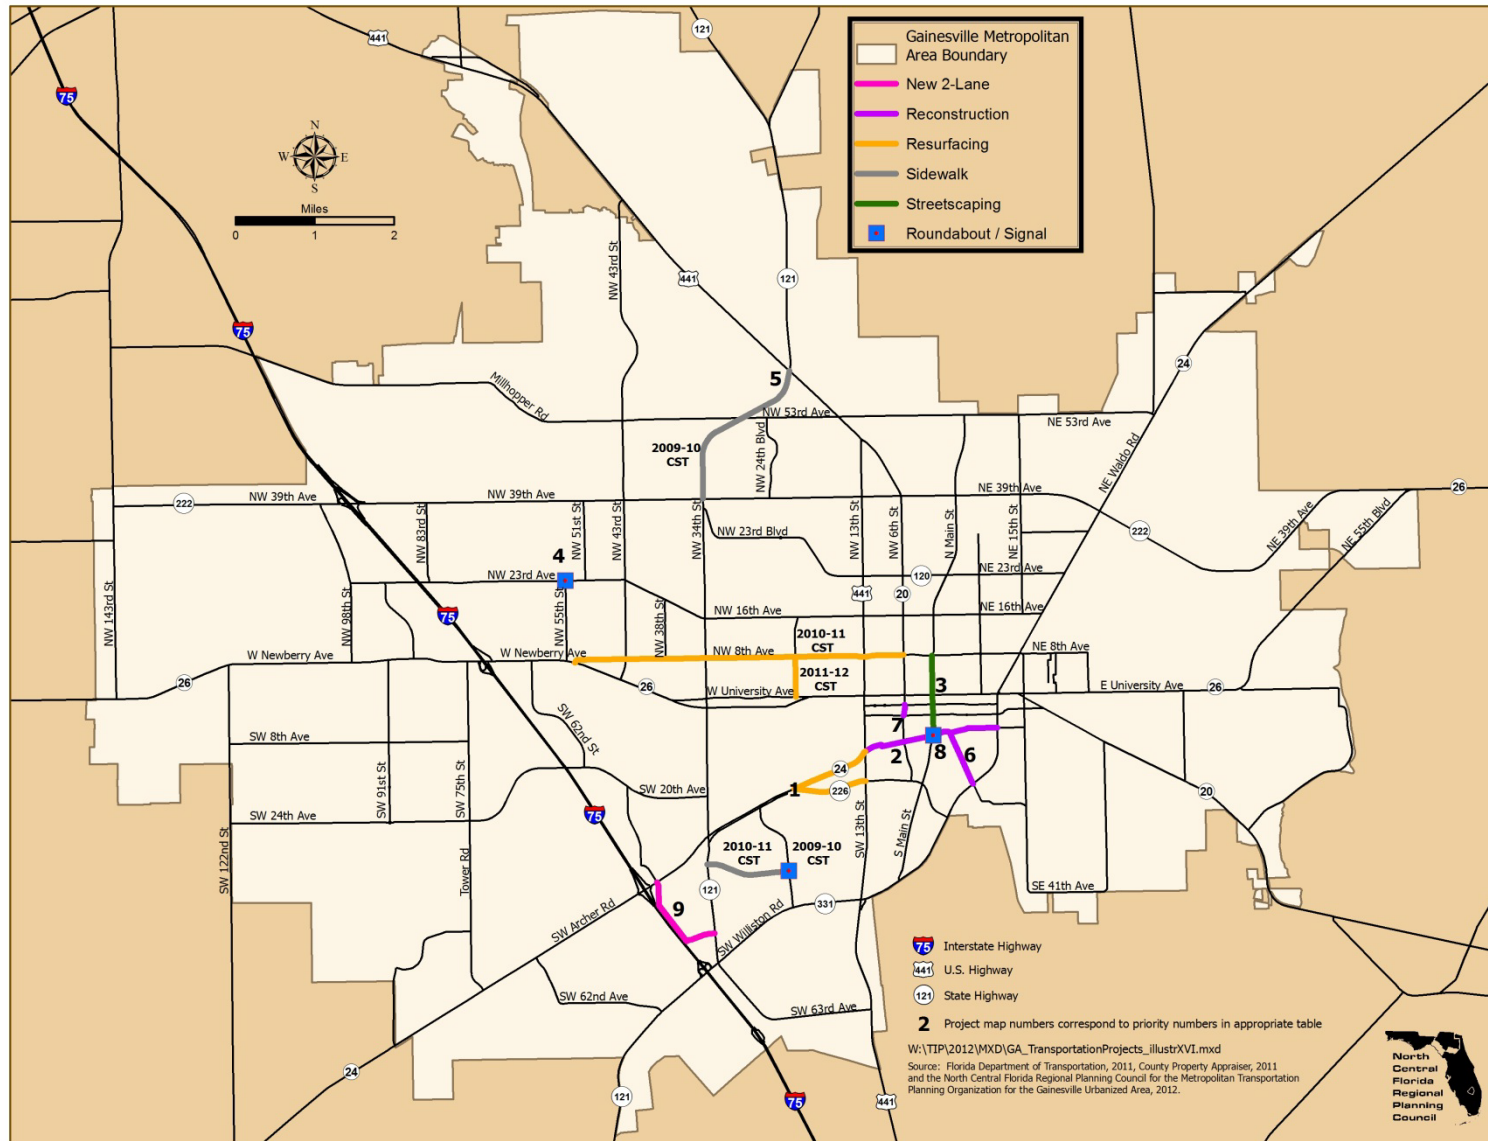 121
441
75
Gainesville Metropolitan
Area Boundary
New 2-Lane
Reconstruction
Resurfacing
Sidewalk
Streetscaping
Roundabout / Signal
N
W
E
S
Miles
0
1
2
NW 43rd St
441
121
75
24
5
Millhopper Rd
NW 53rd Ave
NE 53rd Ave
2009-10
CST
NW 24th Blvd
NE Waldo Rd
26
222
NW 39th Ave
NW 39th Ave
NE 39th Ave
NW 83rd St
NW 51st St
NW 43rd St
NW 34th St
NW 23rd Blvd
NW 13th St
NW 6th St
N Main St
NE 15th St
222
NE 39th Ave
NE 55th Blvd
4
NW 23rd Ave
120
NE 23rd Ave
NW 143rd St
NW 98th St
75
NW 55th St
NW 38th St
441
20
NW 16th Ave
NE 16th Ave
2010-11
CST
W Newberry Ave
W Newberry Ave
NW 8th Ave
NE 8th Ave
2011-12
CST
26
26
W University Ave
3
E University Ave
26
SW 62nd St
7
SW 8th Ave
2
8
6
24
1
226
SW 91st St
SW 75th St
SW 20th Ave
20
SW 24th Ave
75
SW 122nd St
S Main St
SW 13th St
2010-11
CST
2009-10
CST
Tower Rd
121
SE 41th Ave
SW Archer Rd
9
SW Williston Rd
331
75
Interstate Highway
441
U.S. Highway
121
State Highway
SW 62nd Ave
SW 63rd Ave
2
Project map numbers correspond to priority numbers in appropriate table
W:\TIP\2012\MXD\GA_TransportationProjects_illustrXVI.mxd
Source: Florida Department of Transportation, 2011, County Property Appraiser, 2011
and the North Central Florida Regional Planning Council for the Metropolitan Transportation
Planning Organization for the Gainesville Urbanized Area, 2012.
24
121
75
441
North
Central
Florida
Regional
Planning
Council